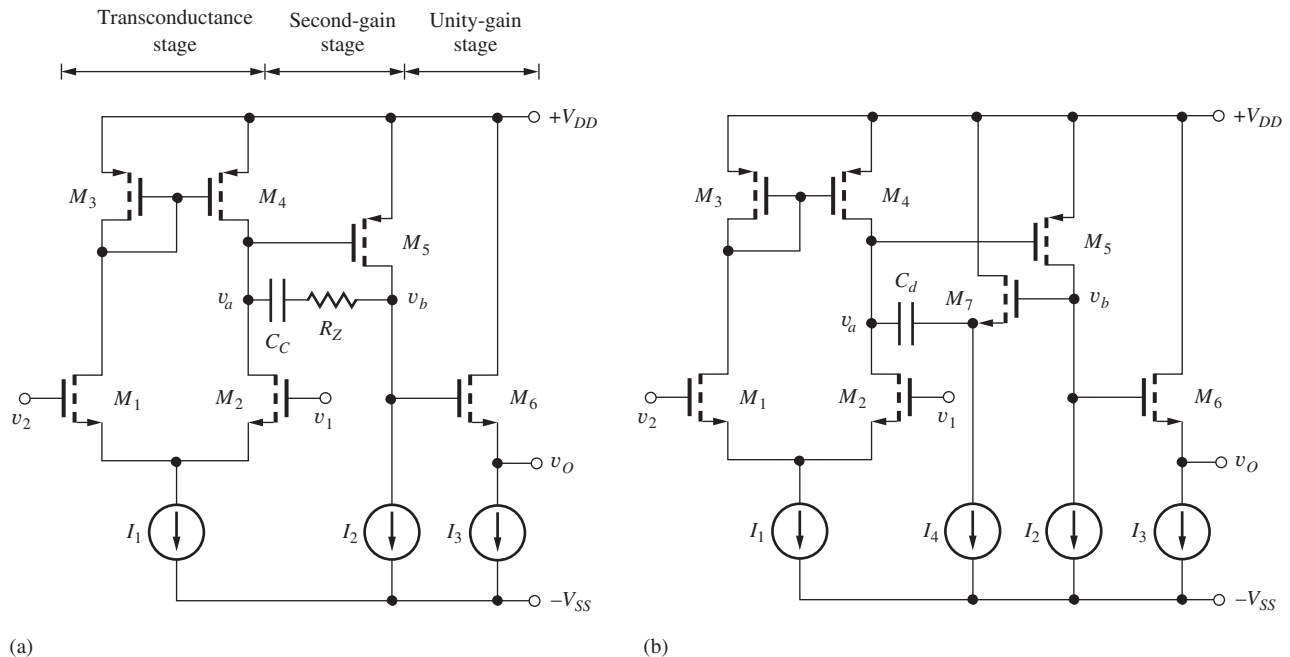 Transconductance stage
Second-gain stage
Unity-gain stage
+V_DD
M_3
M_4
M_5
v_a
C_C
R_Z
v_b
M_1
M_2
M_6
v_2
v_1
v_O
I_1
I_2
I_3
−V_SS
(a)
+V_DD
M_3
M_4
M_5
C_d
M_7
v_a
v_b
M_1
M_2
M_6
v_2
v_1
v_O
I_1
I_4
I_2
I_3
−V_SS
(b)